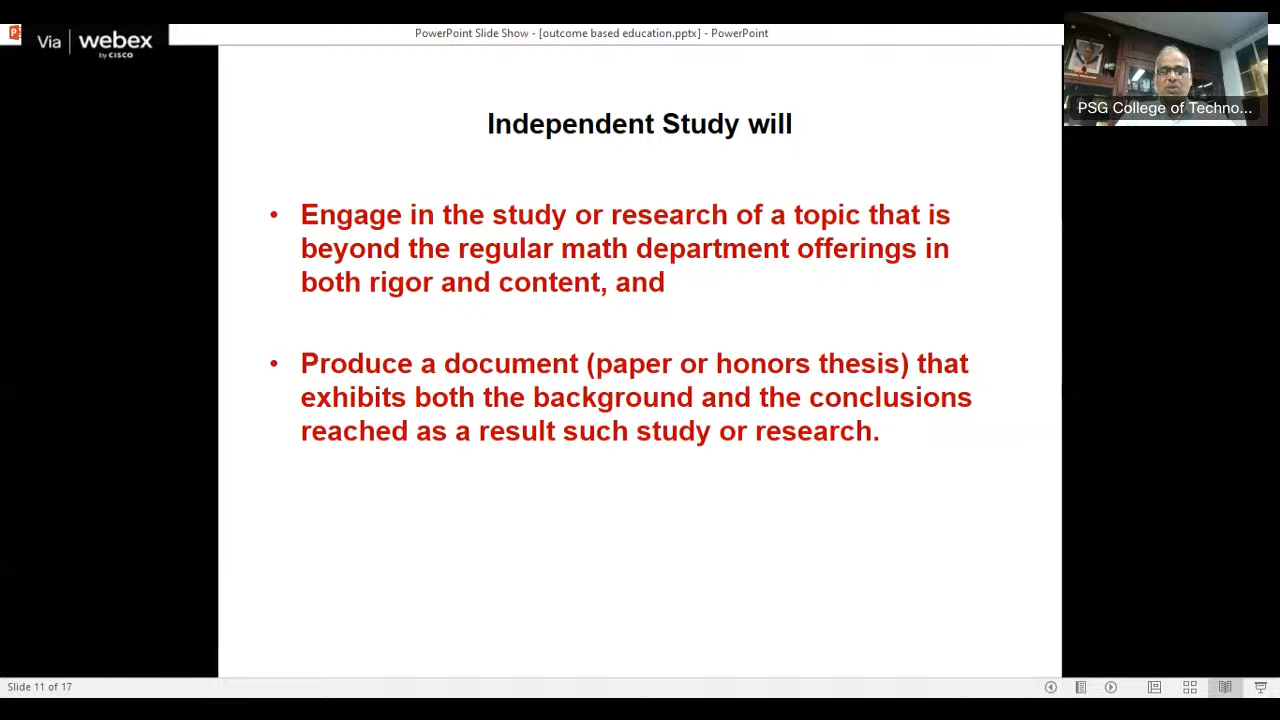 PowerPoint Slide Show - [outcome based education.pptx] - PowerPoint
Via webex
by CISCO
PSG College of Techno...
Independent Study will
• Engage in the study or research of a topic that is
beyond the regular math department offerings in
both rigor and content, and
• Produce a document (paper or honors thesis) that
exhibits both the background and the conclusions
reached as a result such study or research.
Slide 11 of 17